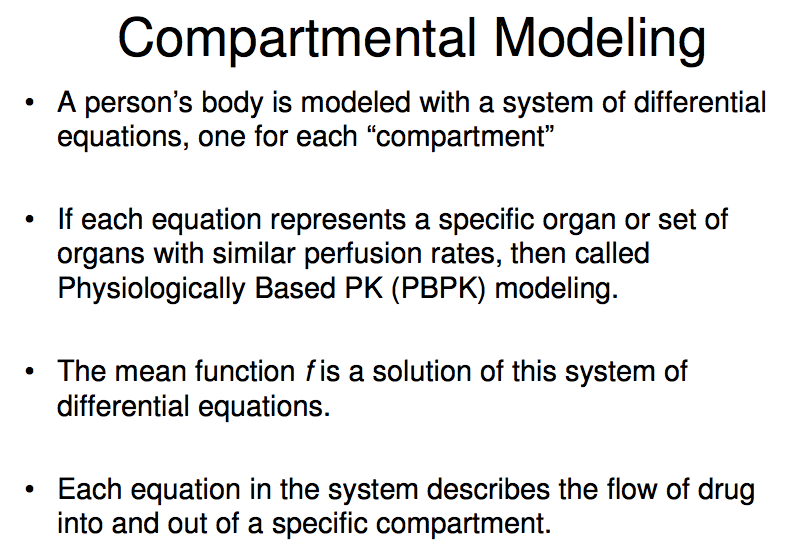 Compartmental Modeling
• A person’s body is modeled with a system of differential
equations, one for each “compartment”
• If each equation represents a specific organ or set of
organs with similar perfusion rates, then called
Physiologically Based PK (PBPK) modeling.
• The mean function f is a solution of this system of
differential equations.
• Each equation in the system describes the flow of drug
into and out of a specific compartment.